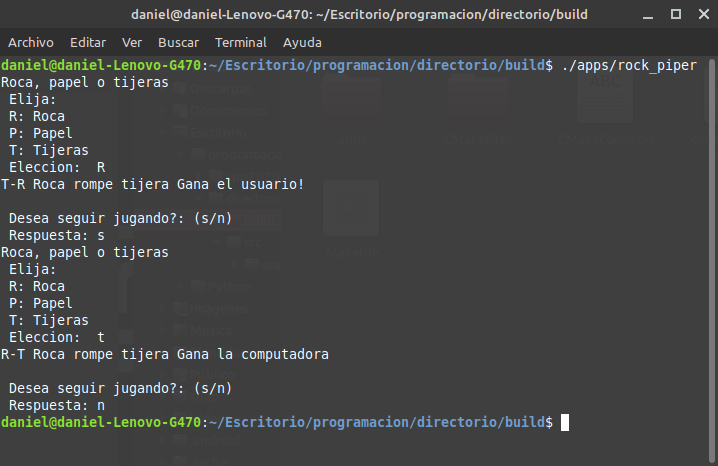 daniel@daniel-Lenovo-G470: ~/Escritorio/programacion/directorio/build
Archivo Editar Ver Buscar Terminal Ayuda
daniel@daniel-Lenovo-G470:~/Escritorio/programacion/directorio/build$ ./apps/rock_piper
Roca, papel o tijeras
Elija:
R: Roca
P: Papel
T: Tijeras
Eleccion:  R
T-R Roca rompe tijera Gana el usuario!
Desea seguir jugando?: (s/n)
Respuesta: s
Roca, papel o tijeras
Elija:
R: Roca
P: Papel
T: Tijeras
Eleccion:  t
R-T Roca rompe tijera Gana la computadora
Desea seguir jugando?: (s/n)
Respuesta: n
daniel@daniel-Lenovo-G470:~/Escritorio/programacion/directorio/build$